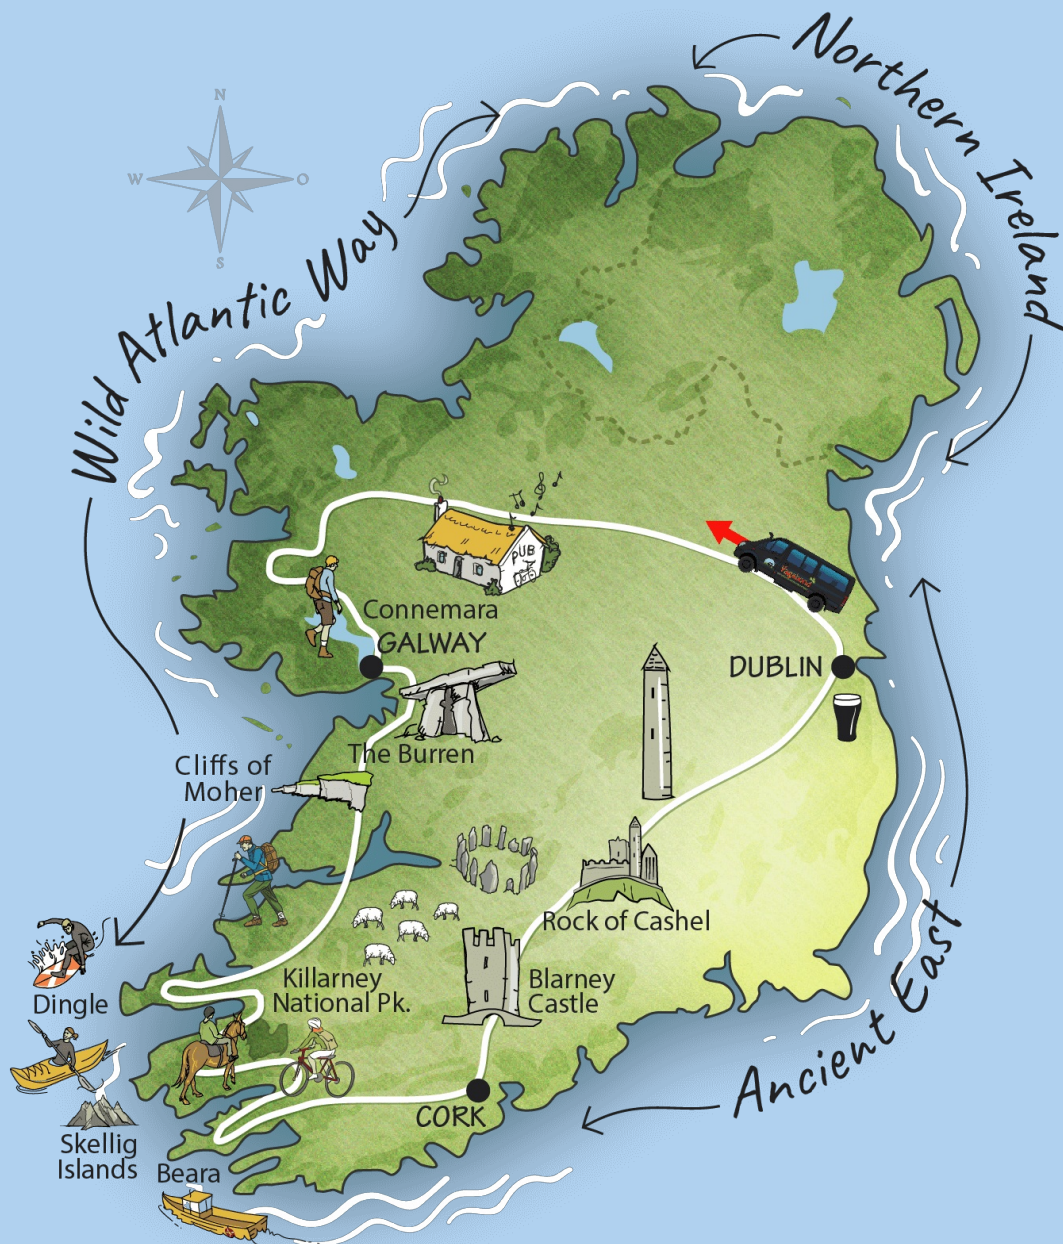 Northern Ireland
N
W
O
S
Wild Atlantic Way
PUB
Vagabond
Connemara
GALWAY
DUBLIN
The Burren
Cliffs of
Moher
Rock of Cashel
Killarney
National Pk.
Blarney
Castle
Dingle
Ancient East
CORK
Skellig
Islands
Beara